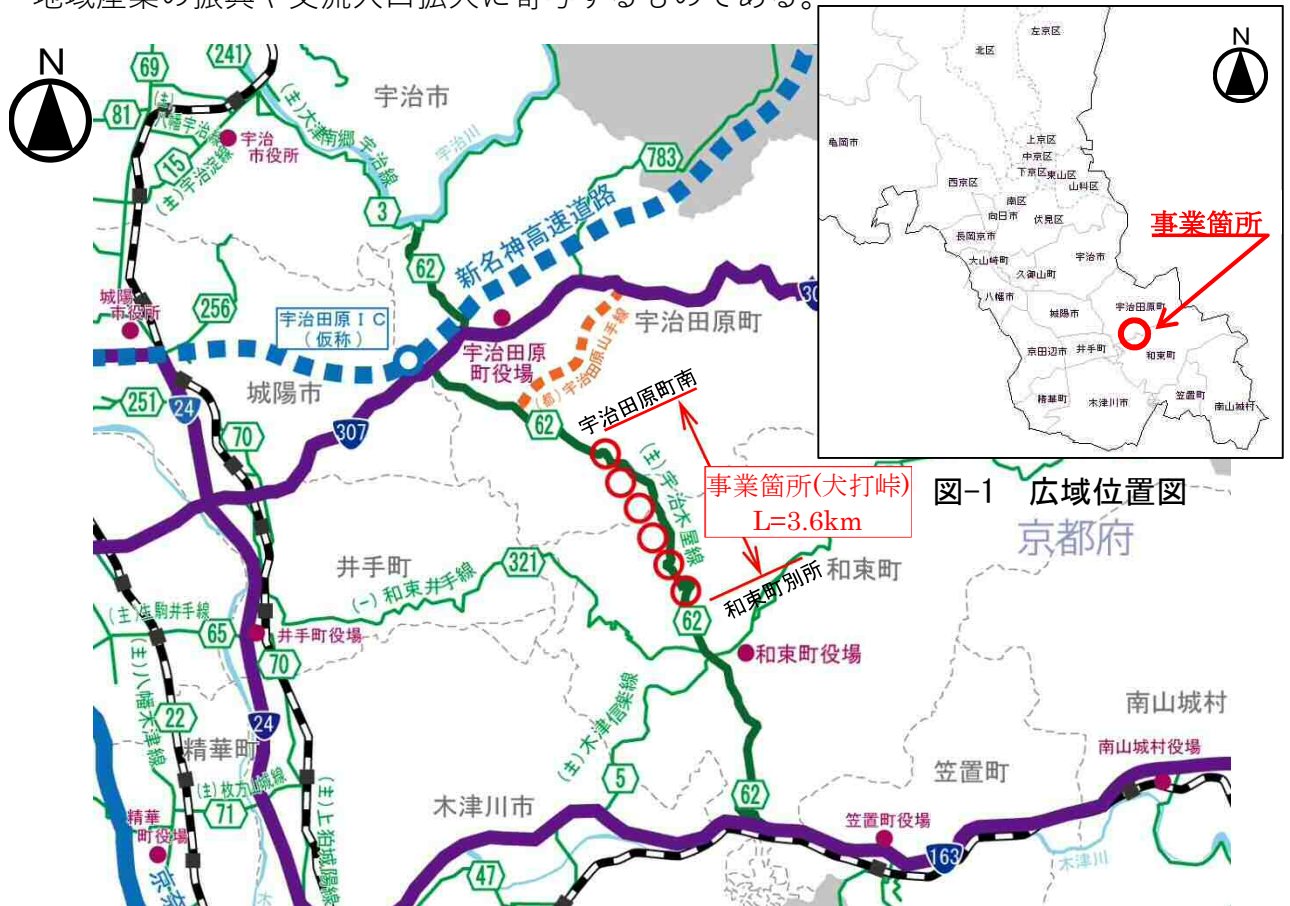 地域産業の振興や交流人口拡大に寄与するものである。
N
241
69
81
(主)八幡宇治線
宇治
市役所
15
(主)宇治淀線
(主)大津南郷宇治線
宇治市
宇治川
3
783
62
新名神高速道路
城陽
市役所
256
宇治田原IC
(仮称)
宇治田原
町役場
宇治田原町
(都)宇治田原山手線
30
251
24
城陽市
70
307
62
宇治田原町南
(主)宇治木屋線
事業箇所(犬打峠)
L=3.6km
和束町別所
和束町
京都府
井手町
321
(一)和束井手線
62
和束町役場
(主)生駒井手線
65
井手町役場
70
(主)八幡木津線
22
24
精華町
(主)枚方山城線
71
精華
町役場
京奈
(主)上狛城陽線
木
(主)木津信楽線
5
木津川市
47
62
笠置町
笠置町役場
163
木津川
南山城村
南山城村役場
N
左京区
北区
亀岡市
上京区
中京区
下京区
東山区
山科区
西京区
南区
向日市
伏見区
長岡京市
大山崎町
久御山町
宇治市
八幡市
城陽市
宇治田原町
京田辺市
井手町
和束町
精華町
木津川市
笠置町
南山城村
事業箇所
図-1 広域位置図